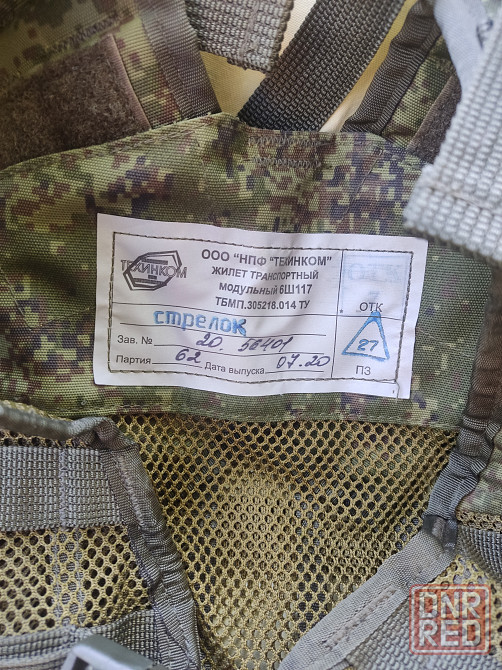 ТЕХИНКОМ
ООО "НПФ "ТЕХИНКОМ"
ЖИЛЕТ ТРАНСПОРТНЫЙ
МОДУЛЬНЫЙ 6Ш117
ТБМП.305218.014 ТУ
ОТК
стрелок
Зав. № 20. 56401
27
Партия 62 Дата выпуска 07.20
ПЗ
DNR
RED